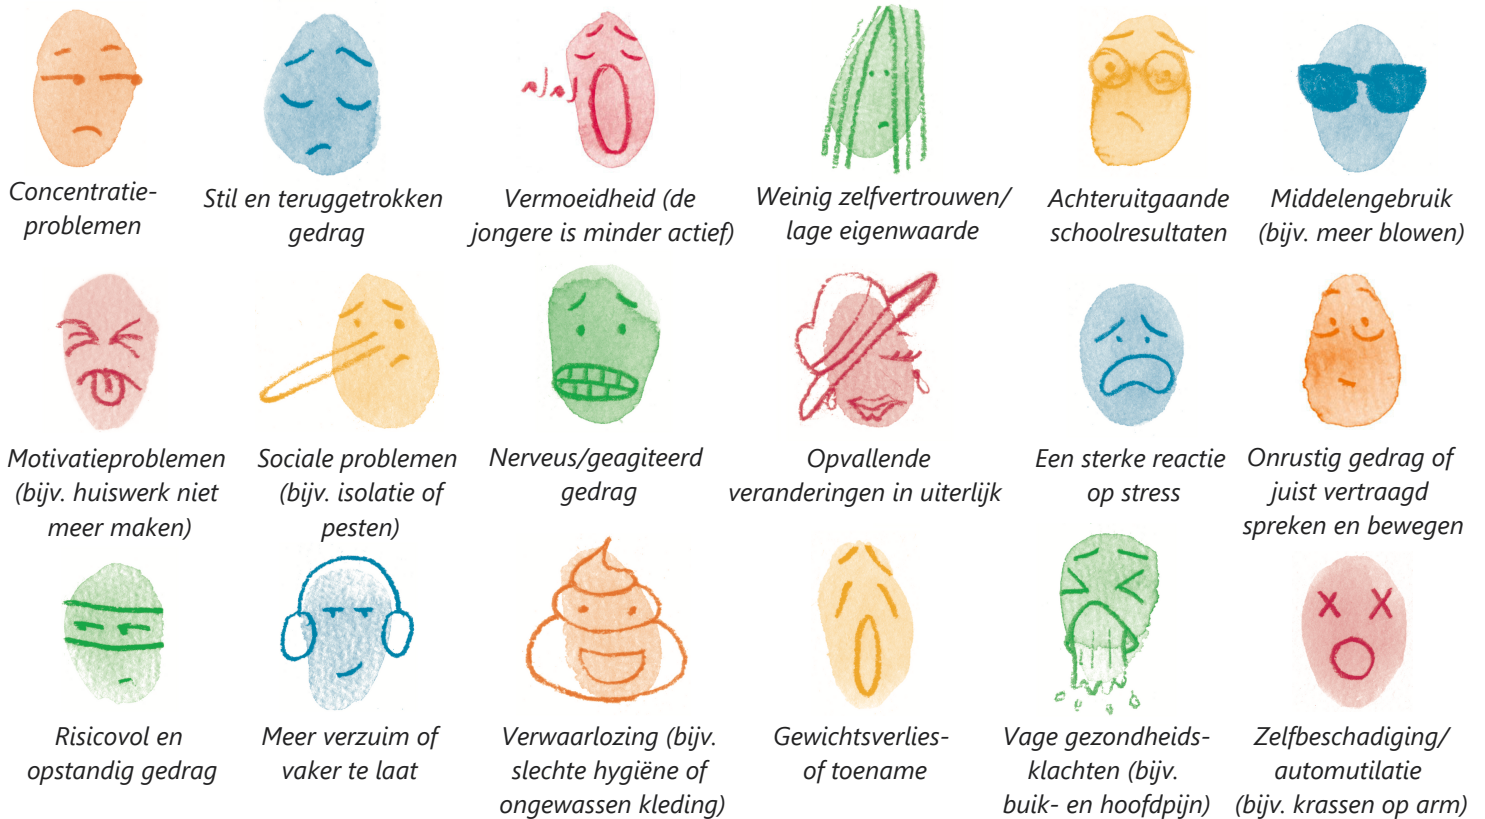 lalala
Concentratie-
problemen
Stil en teruggetrokken
gedrag
Vermoeidheid (de
jongere is minder actief)
Weinig zelfvertrouwen/
lage eigenwaarde
Achteruitgaande
schoolresultaten
Middelengebruik
(bijv. meer blowen)
Motivatieproblemen
(bijv. huiswerk niet
meer maken)
Sociale problemen
(bijv. isolatie of
pesten)
Nerveus/geagiteerd
gedrag
Opvallende
veranderingen in uiterlijk
Een sterke reactie
op stress
Onrustig gedrag of
juist vertraagd
spreken en bewegen
Risicovol en
opstandig gedrag
Meer verzuim of
vaker te laat
Verwaarlozing (bijv.
slechte hygiëne of
ongewassen kleding)
Gewichtsverlies-
of toename
Vage gezondheids-
klachten (bijv.
buik- en hoofdpijn)
Zelfbeschadiging/
automutilatie
(bijv. krassen op arm)